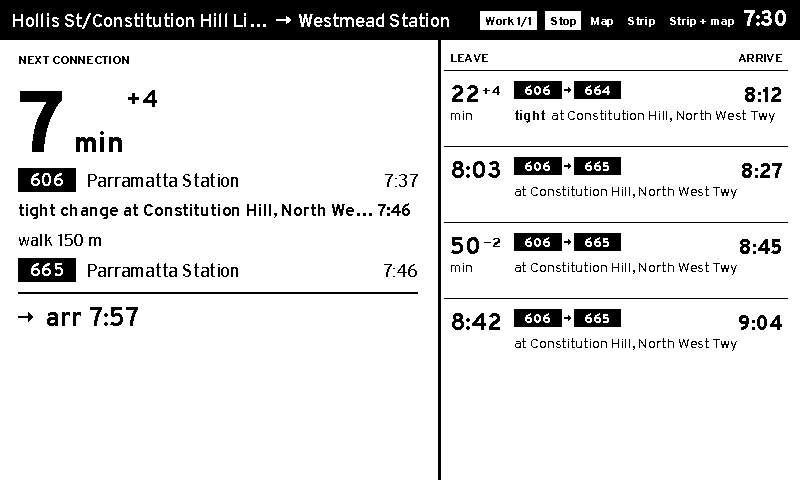 Hollis St/Constitution Hill Li... → Westmead Station
Work 1/1 Stop Map Strip Strip + map 7:30
NEXT CONNECTION
7 min +4
606 Parramatta Station 7:37
tight change at Constitution Hill, North We... 7:46
walk 150 m
665 Parramatta Station 7:46
→ arr 7:57
LEAVE ARRIVE
22 +4 min 606 → 664 8:12
tight at Constitution Hill, North West Twy
8:03 606 → 665 8:27
at Constitution Hill, North West Twy
50 −2 min 606 → 665 8:45
at Constitution Hill, North West Twy
8:42 606 → 665 9:04
at Constitution Hill, North West Twy